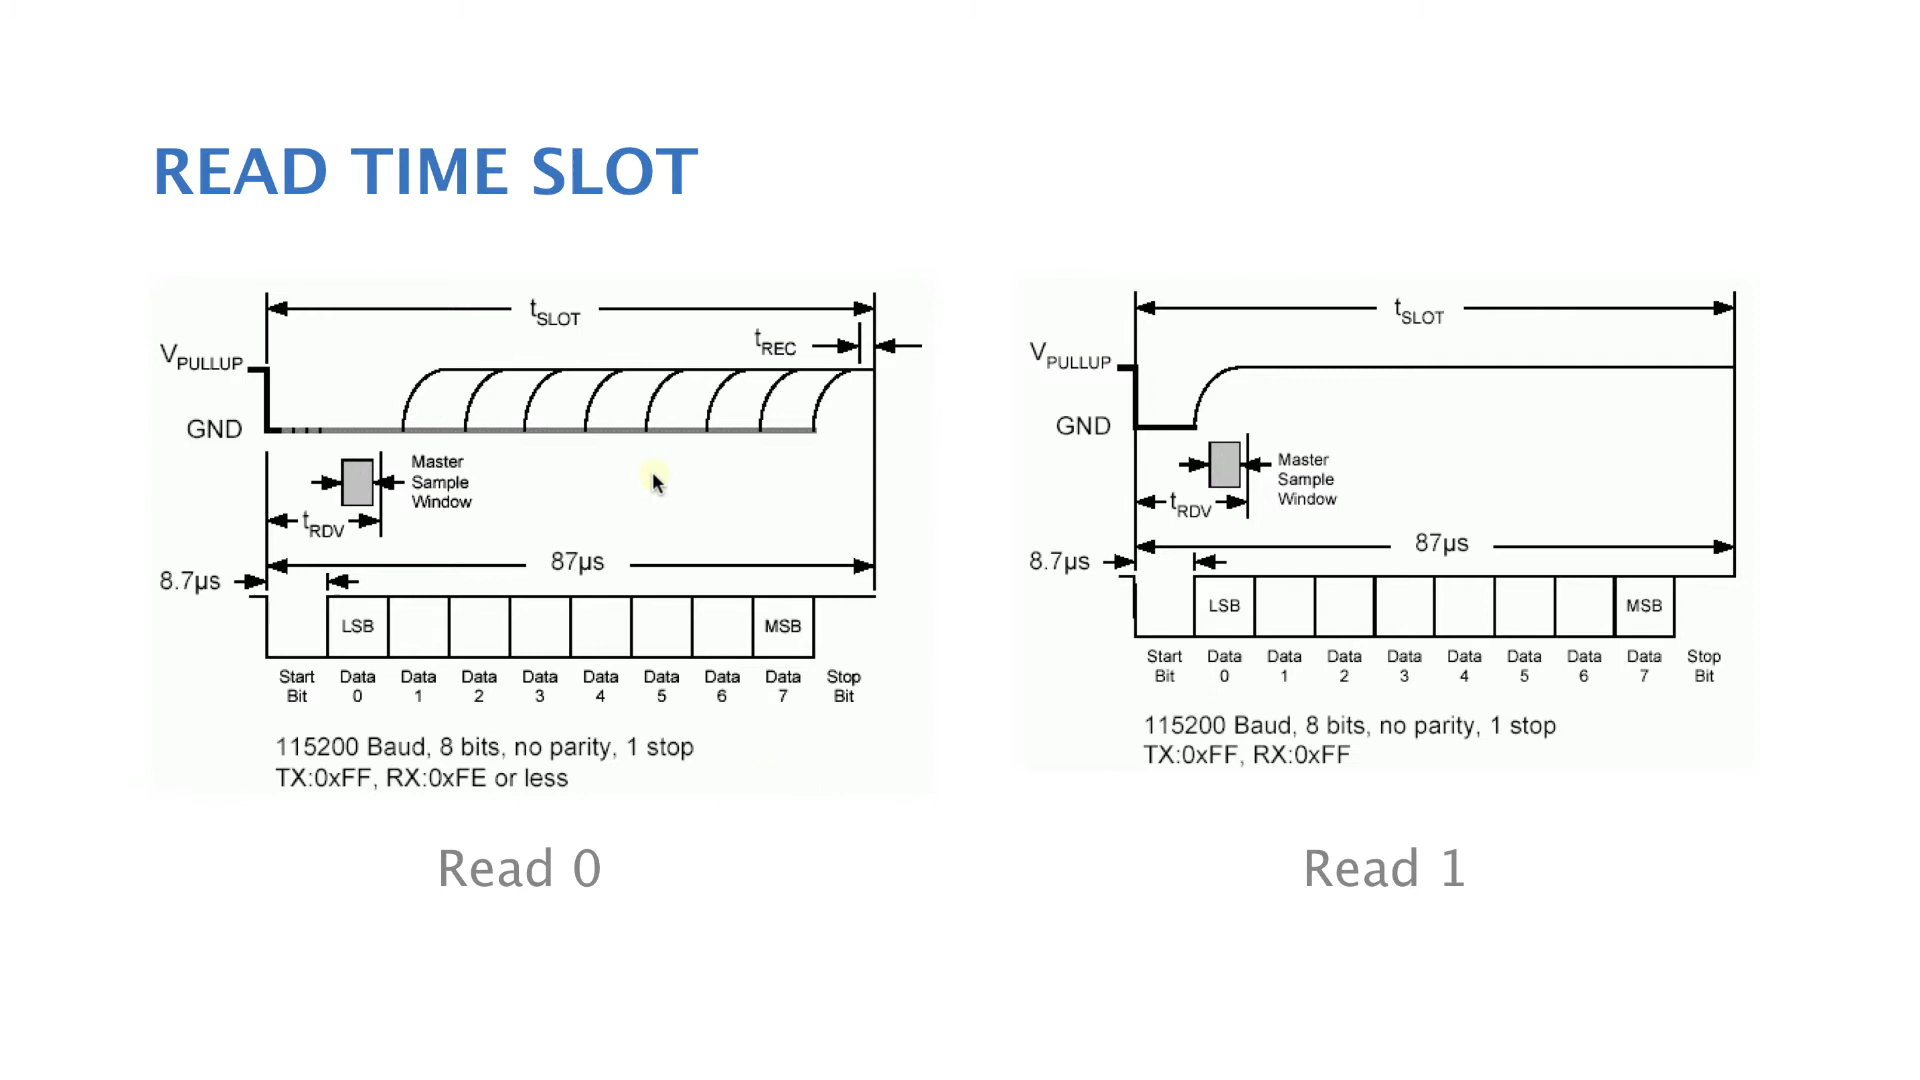 READ TIME SLOT
tSLOT
tREC
VPULLUP
GND
Master
Sample
Window
tRDV
87µs
8.7µs
LSB
MSB
Start Bit
Data 0
Data 1
Data 2
Data 3
Data 4
Data 5
Data 6
Data 7
Stop Bit
115200 Baud, 8 bits, no parity, 1 stop
TX:0xFF, RX:0xFE or less
Read 0
tSLOT
VPULLUP
GND
Master
Sample
Window
tRDV
87µs
8.7µs
LSB
MSB
Start Bit
Data 0
Data 1
Data 2
Data 3
Data 4
Data 5
Data 6
Data 7
Stop Bit
115200 Baud, 8 bits, no parity, 1 stop
TX:0xFF, RX:0xFF
Read 1